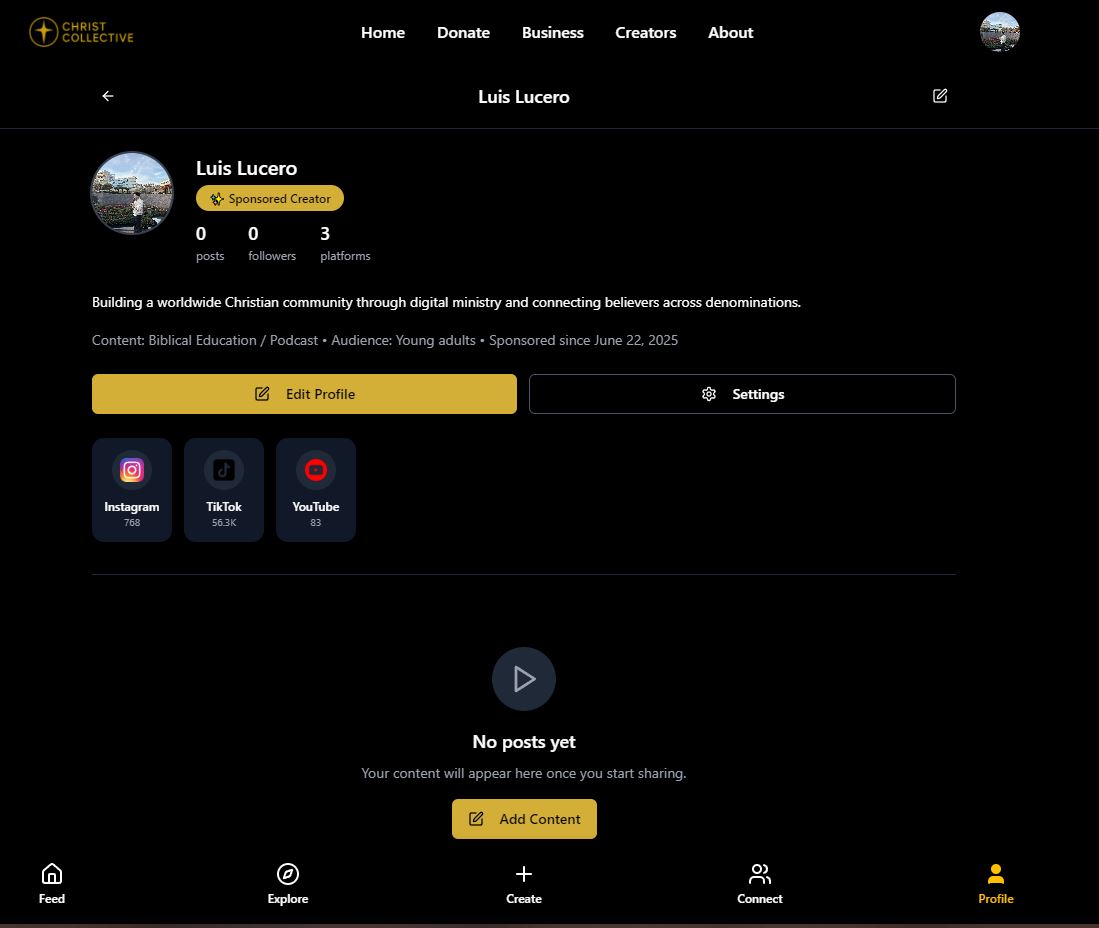 CHRIST
COLLECTIVE
Home Donate Business Creators About
Luis Lucero
Luis Lucero
Sponsored Creator
0 0 3
posts followers platforms
Building a worldwide Christian community through digital ministry and connecting believers across denominations.
Content: Biblical Education / Podcast • Audience: Young adults • Sponsored since June 22, 2025
Edit Profile Settings
Instagram TikTok YouTube
768 56.3K 83
No posts yet
Your content will appear here once you start sharing.
Add Content
Feed Explore Create Connect Profile